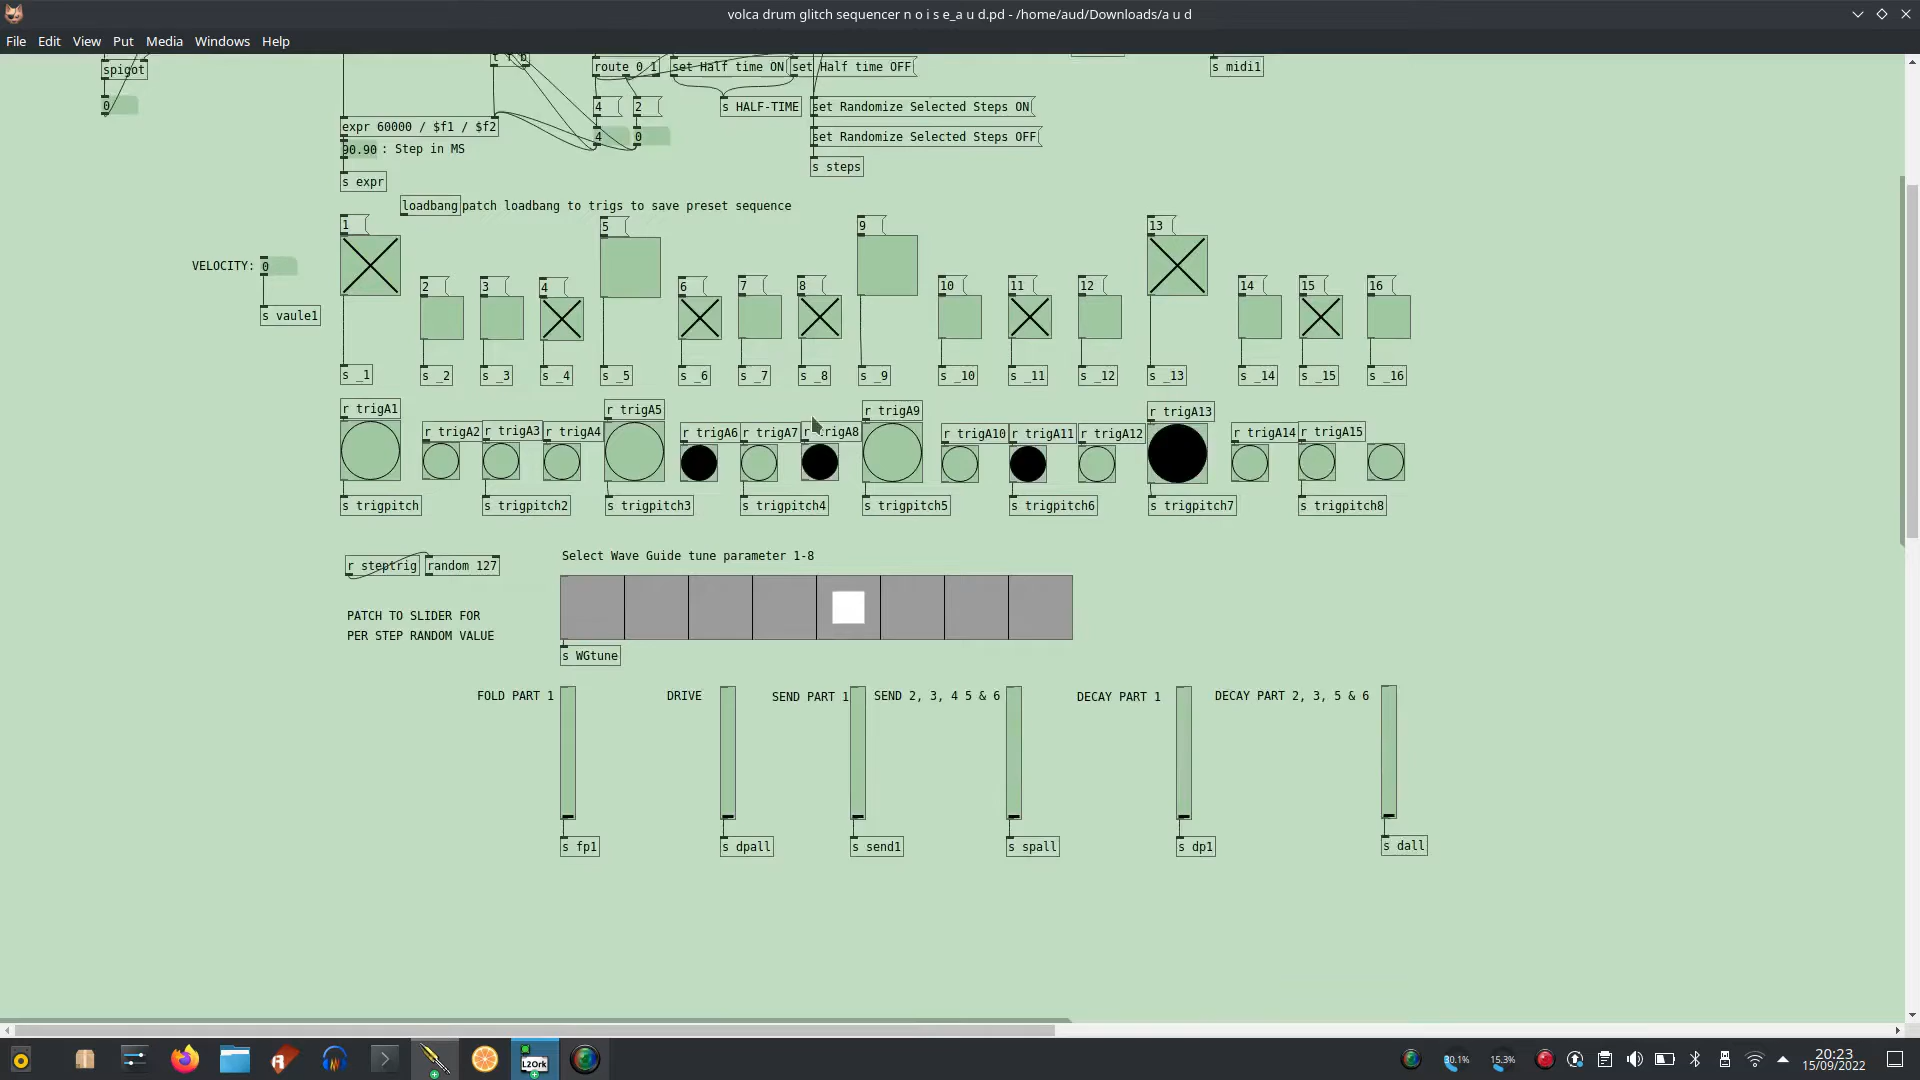 volca drum glitch sequencer n o i s e_a u d.pd - /home/aud/Downloads/a u d
File Edit View Put Media Windows Help
spigot
0
t f b
route 0 1
set Half time ON
set Half time OFF
s midi1
4
2
s HALF-TIME
set Randomize Selected Steps ON
expr 60000 / $f1 / $f2
4
0
set Randomize Selected Steps OFF
90.90 : Step in MS
s steps
s expr
loadbang patch loadbang to trigs to save preset sequence
1 5 9 13
VELOCITY: 0
2 3 4 6 7 8 10 11 12 14 15 16
s vaule1
s _1 s _2 s _3 s _4 s _5 s _6 s _7 s _8 s _9 s _10 s _11 s _12 s _13 s _14 s _15 s _16
r trigA1 r trigA5 r trigA9 r trigA13
r trigA2 r trigA3 r trigA4 r trigA6 r trigA7 r trigA8 r trigA10 r trigA11 r trigA12 r trigA14 r trigA15
s trigpitch s trigpitch2 s trigpitch3 s trigpitch4 s trigpitch5 s trigpitch6 s trigpitch7 s trigpitch8
r steptrig random 127
Select Wave Guide tune parameter 1-8
PATCH TO SLIDER FOR
PER STEP RANDOM VALUE
s WGtune
FOLD PART 1 DRIVE SEND PART 1 SEND 2, 3, 4 5 & 6 DECAY PART 1 DECAY PART 2, 3, 5 & 6
s fp1 s dpall s send1 s spall s dp1 s dall
L2Ork
30.1%
15.3%
20:23
15/09/2022